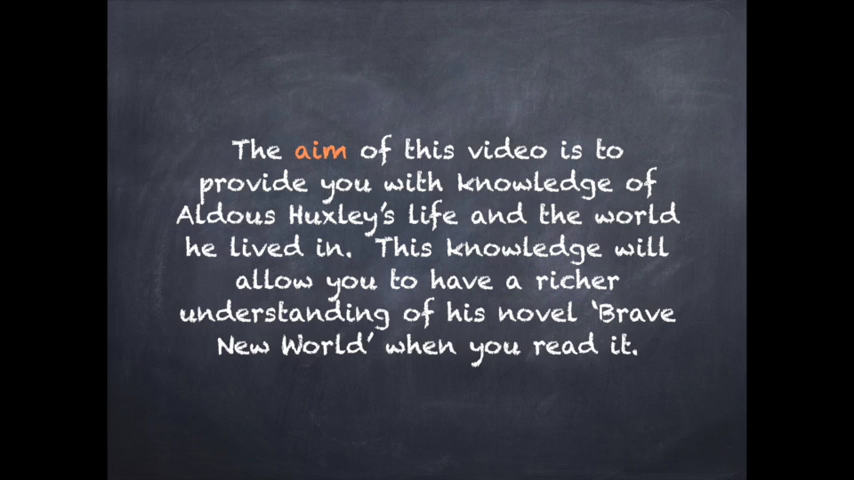 The aim of this video is to
provide you with knowledge of
Aldous Huxley's life and the world
he lived in.  This knowledge will
allow you to have a richer
understanding of his novel ‘Brave
New World’ when you read it.